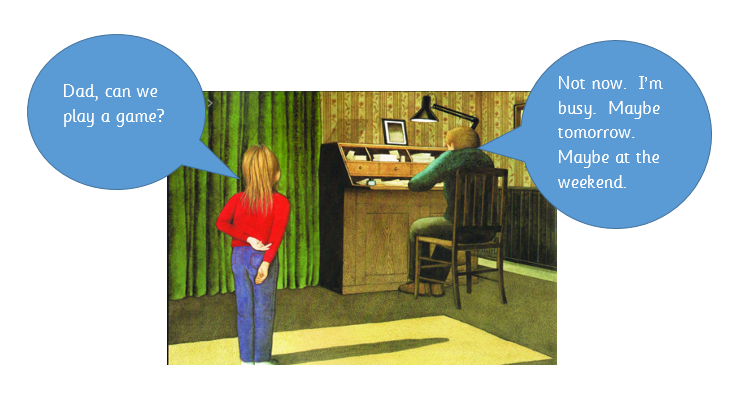 Dad, can we
play a game?
Not now.  I'm
busy.  Maybe
tomorrow.
Maybe at the
weekend.